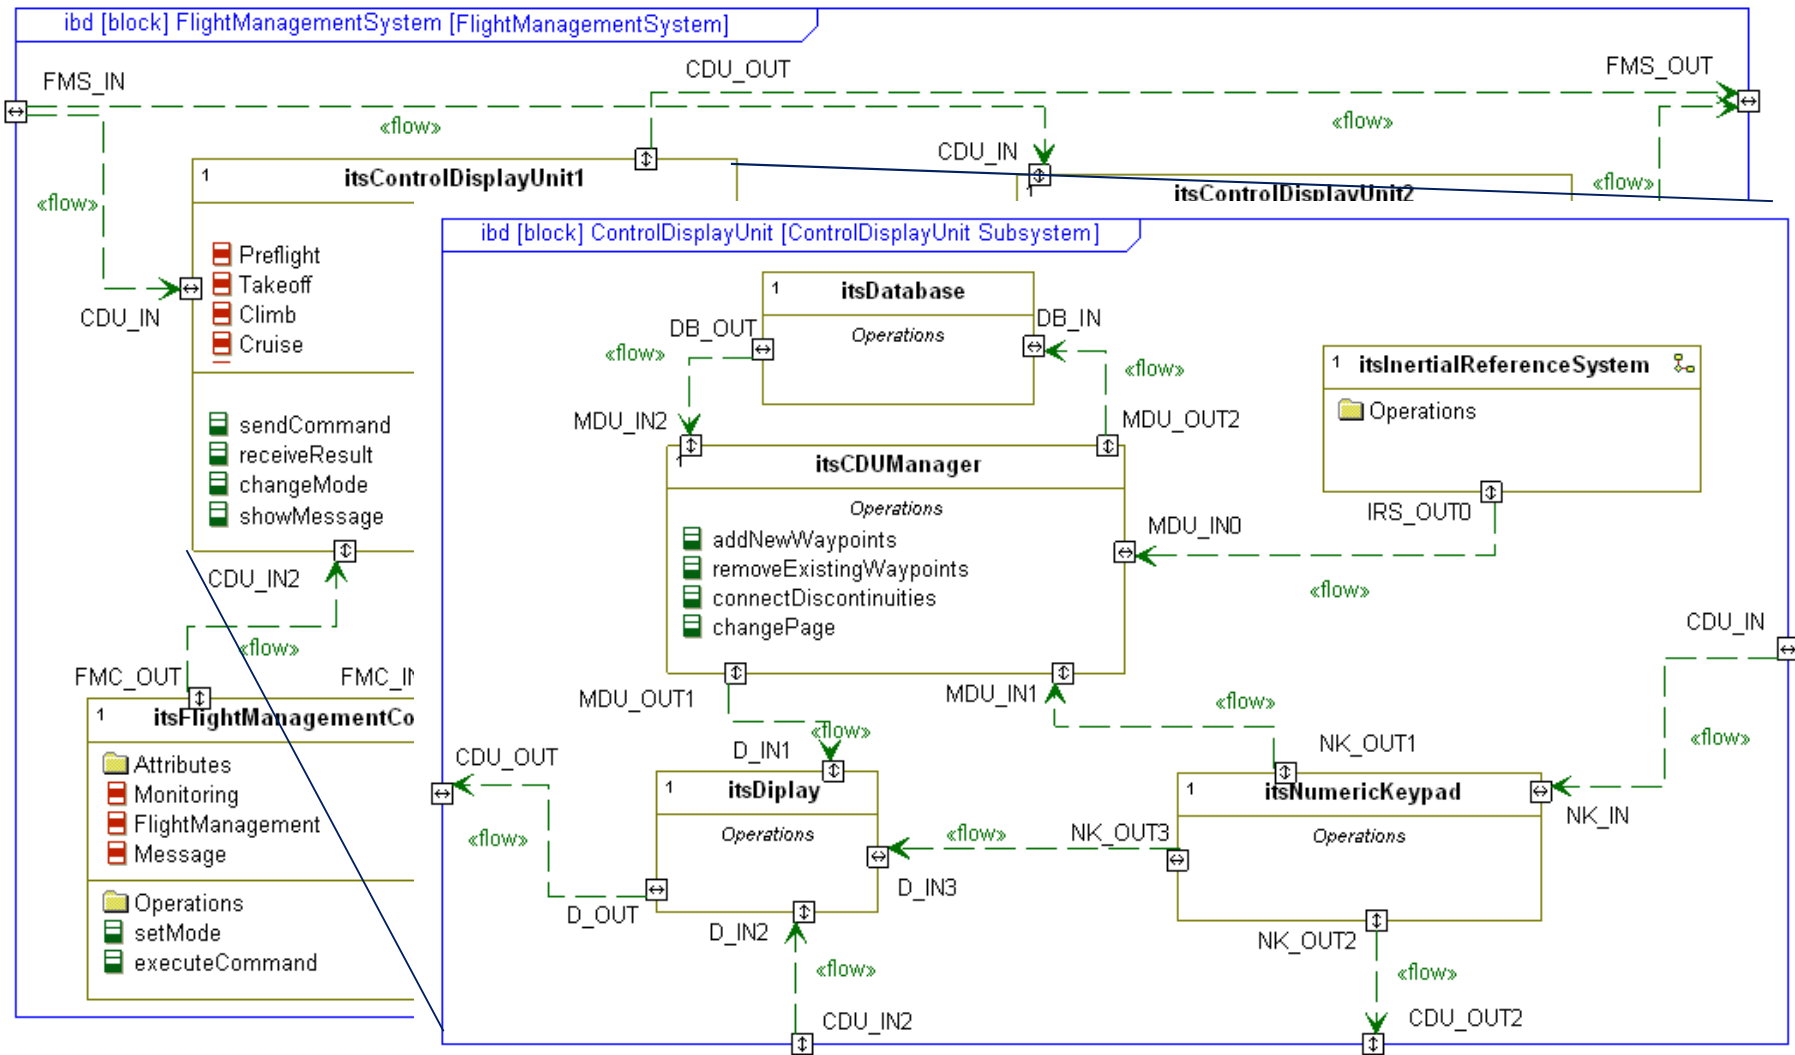 ibd [block] FlightManagementSystem [FlightManagementSystem]
FMS_IN
CDU_OUT
FMS_OUT
«flow»
«flow»
CDU_IN
1
itsControlDisplayUnit1
«flow»
«flow»
1
itsControlDisplayUnit2
Preflight
Takeoff
Climb
Cruise
CDU_IN
sendCommand
receiveResult
changeMode
showMessage
CDU_IN2
«flow»
FMC_OUT
FMC_IN
1
itsFlightManagementCo
Attributes
Monitoring
FlightManagement
Message
Operations
setMode
executeCommand
ibd [block] ControlDisplayUnit [ControlDisplayUnit Subsystem]
1
itsDatabase
Operations
DB_OUT
DB_IN
«flow»
«flow»
1
itsInertialReferenceSystem
Operations
MDU_IN2
MDU_OUT2
1
itsCDUManager
Operations
addNewWaypoints
removeExistingWaypoints
connectDiscontinuities
changePage
IRS_OUT0
MDU_IN0
«flow»
CDU_IN
MDU_OUT1
MDU_IN1
«flow»
«flow»
D_IN1
NK_OUT1
«flow»
CDU_OUT
1
itsDiplay
Operations
1
itsNumericKeypad
Operations
NK_IN
«flow»
«flow»
NK_OUT3
D_IN3
D_OUT
D_IN2
NK_OUT2
«flow»
«flow»
CDU_IN2
CDU_OUT2